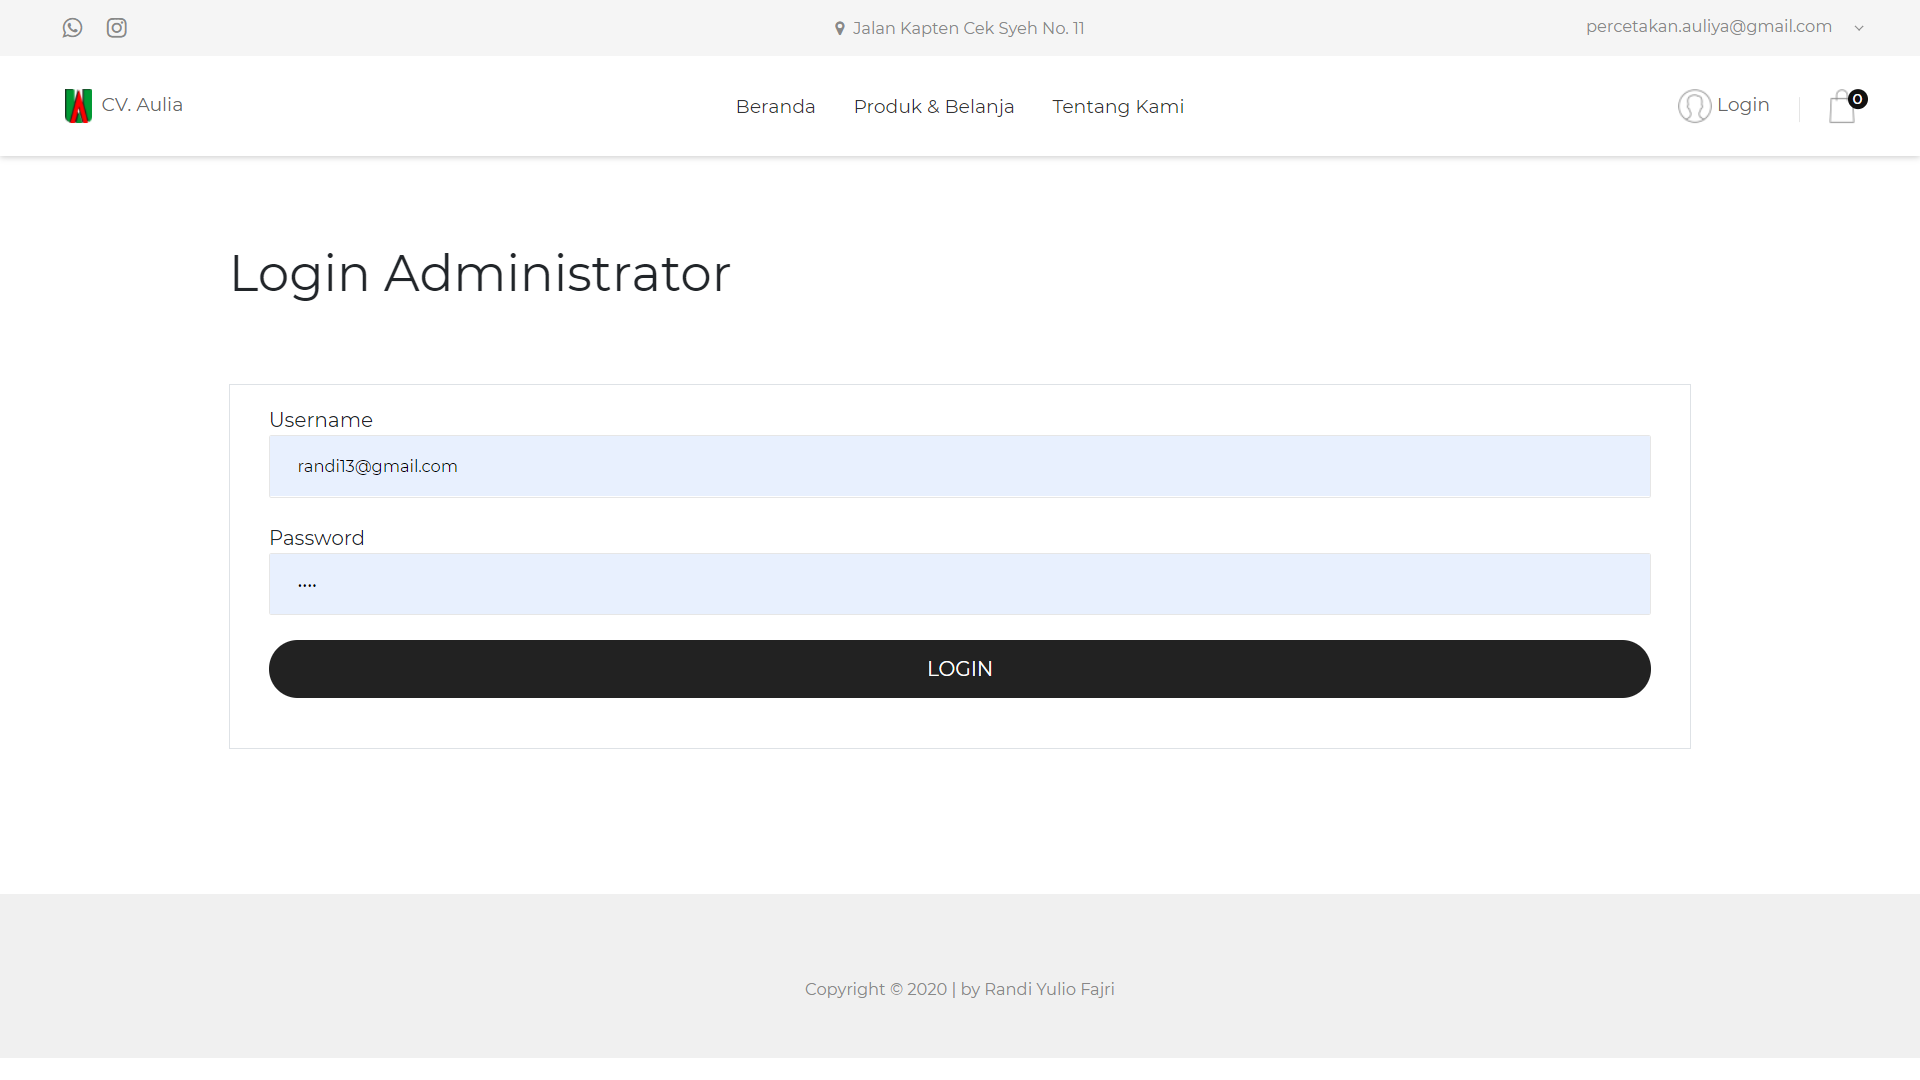 Jalan Kapten Cek Syeh No. 11
percetakan.auliya@gmail.com
CV. Aulia
Beranda
Produk & Belanja
Tentang Kami
Login
0
Login Administrator
Username
randi13@gmail.com
Password
····
LOGIN
Copyright © 2020 | by Randi Yulio Fajri